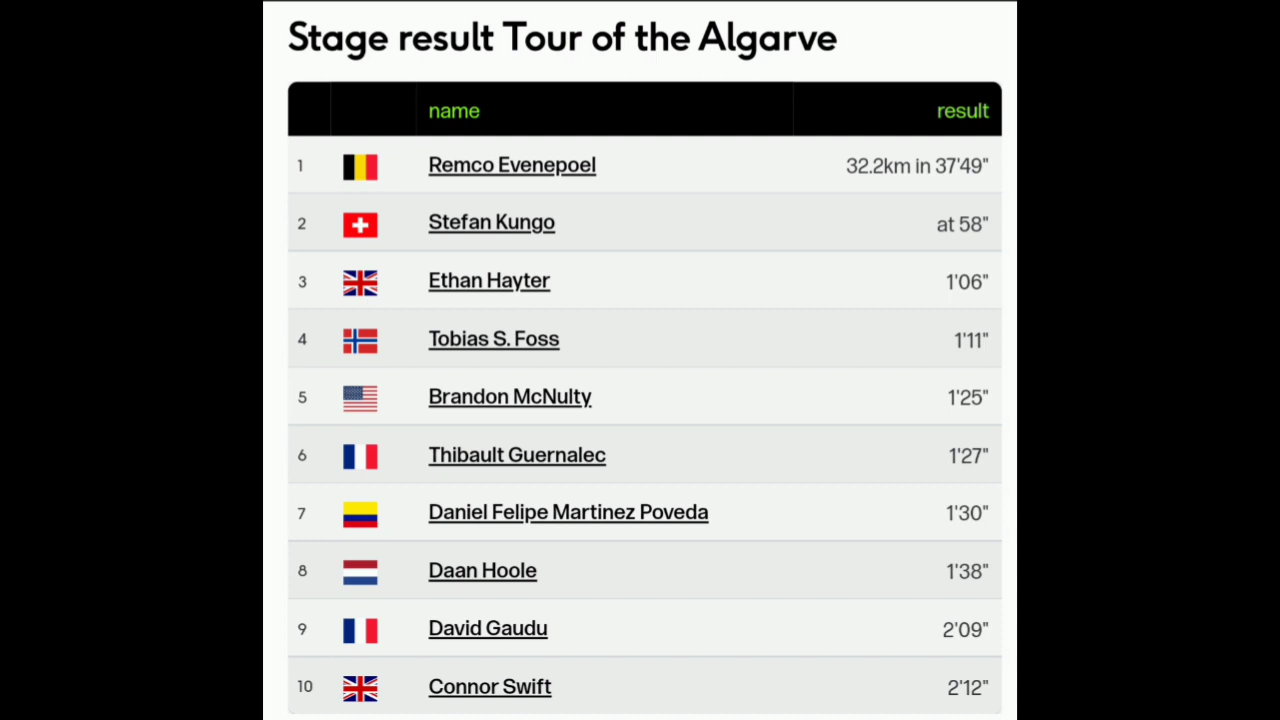 Stage result Tour of the Algarve
name result
1 Remco Evenepoel 32.2km in 37'49"
2 Stefan Kungo at 58"
3 Ethan Hayter 1'06"
4 Tobias S. Foss 1'11"
5 Brandon McNulty 1'25"
6 Thibault Guernalec 1'27"
7 Daniel Felipe Martinez Poveda 1'30"
8 Daan Hoole 1'38"
9 David Gaudu 2'09"
10 Connor Swift 2'12"